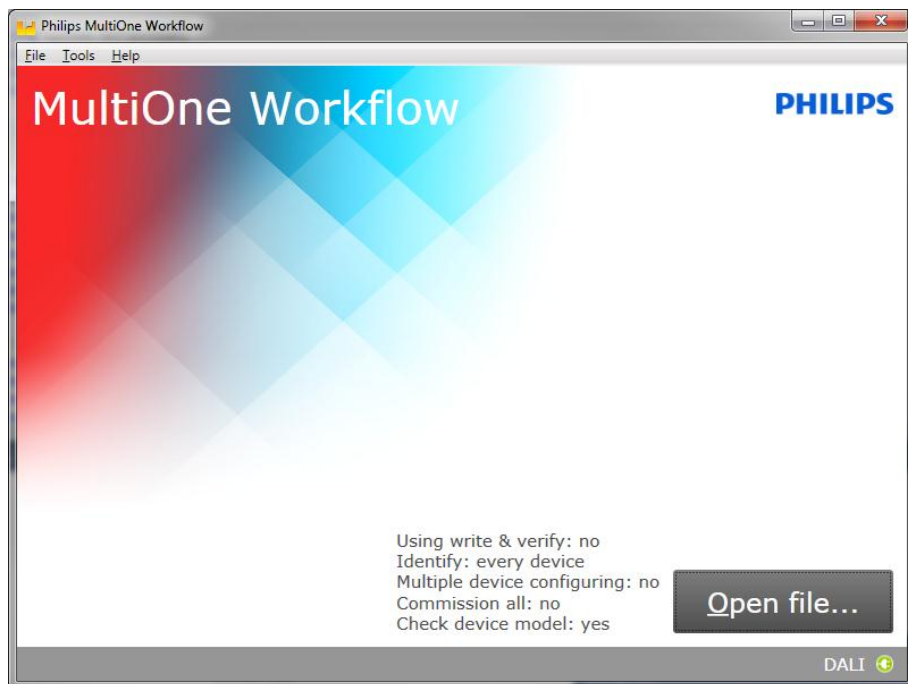 Philips MultiOne Workflow
File Tools Help
MultiOne Workflow
PHILIPS
Using write & verify: no
Identify: every device
Multiple device configuring: no
Commission all: no
Check device model: yes
Open file...
DALI